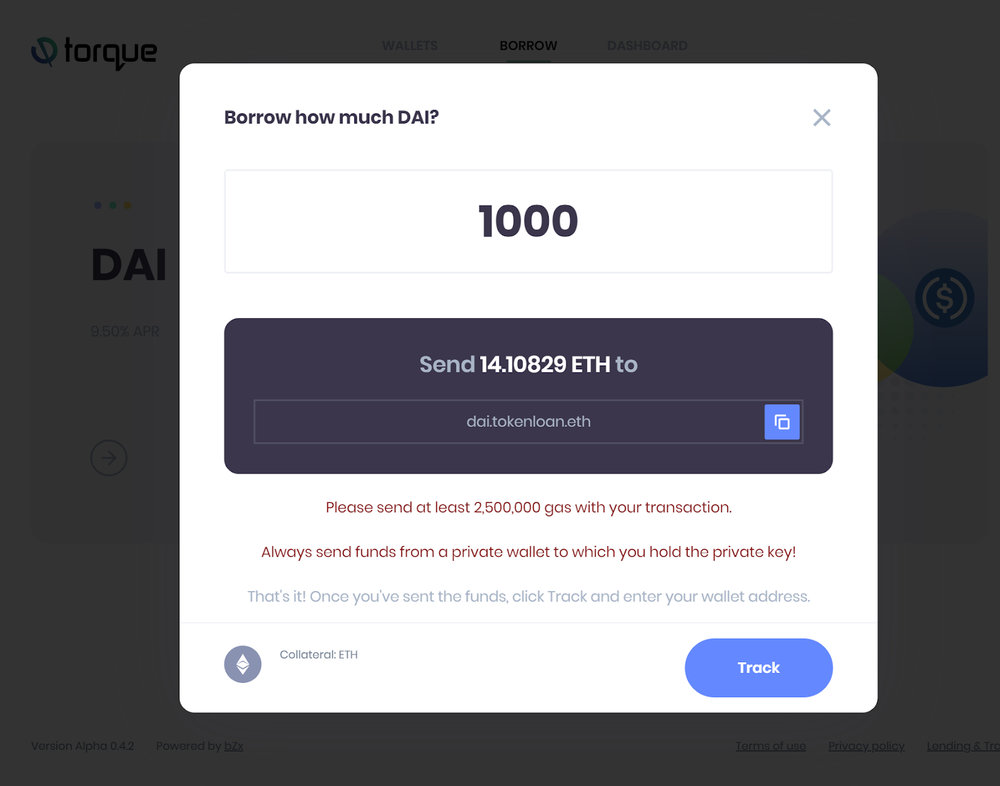 torque
WALLETS BORROW DASHBOARD
Borrow how much DAI?
1000
DAI
9.50% APR
Send 14.10829 ETH to
dai.tokenloan.eth
Please send at least 2,500,000 gas with your transaction.
Always send funds from a private wallet to which you hold the private key!
That's it! Once you've sent the funds, click Track and enter your wallet address.
Collateral: ETH
Track
Version Alpha 0.4.2 Powered by bZx Terms of use Privacy policy Lending &